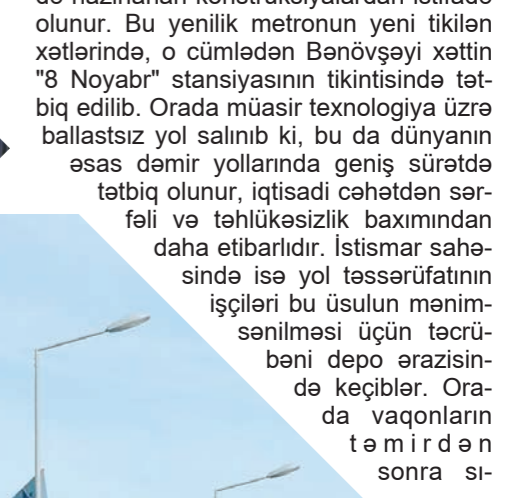 də hazırlanan konstruksiyalardan istifadə
olunur. Bu yenilik metronun yeni tikilən
xətlərində, o cümlədən Bənövşəyi xəttin
"8 Noyabr" stansiyasının tikintisində tət-
biq edilib. Orada müasir texnologiya üzrə
ballastsız yol salınıb ki, bu da dünyanın
əsas dəmir yollarında geniş sürətdə
tətbiq olunur, iqtisadi cəhətdən sər-
fəli və təhlükəsizlik baxımından
daha etibarlıdır. İstismar sahə-
sində isə yol təssərüfatının
işçiləri bu üsulun mənim-
sənilməsi üçün təcrü-
bəni depo ərazisin-
də keçiblər. Ora-
da vaqonların
təmirdən
sonra sı-